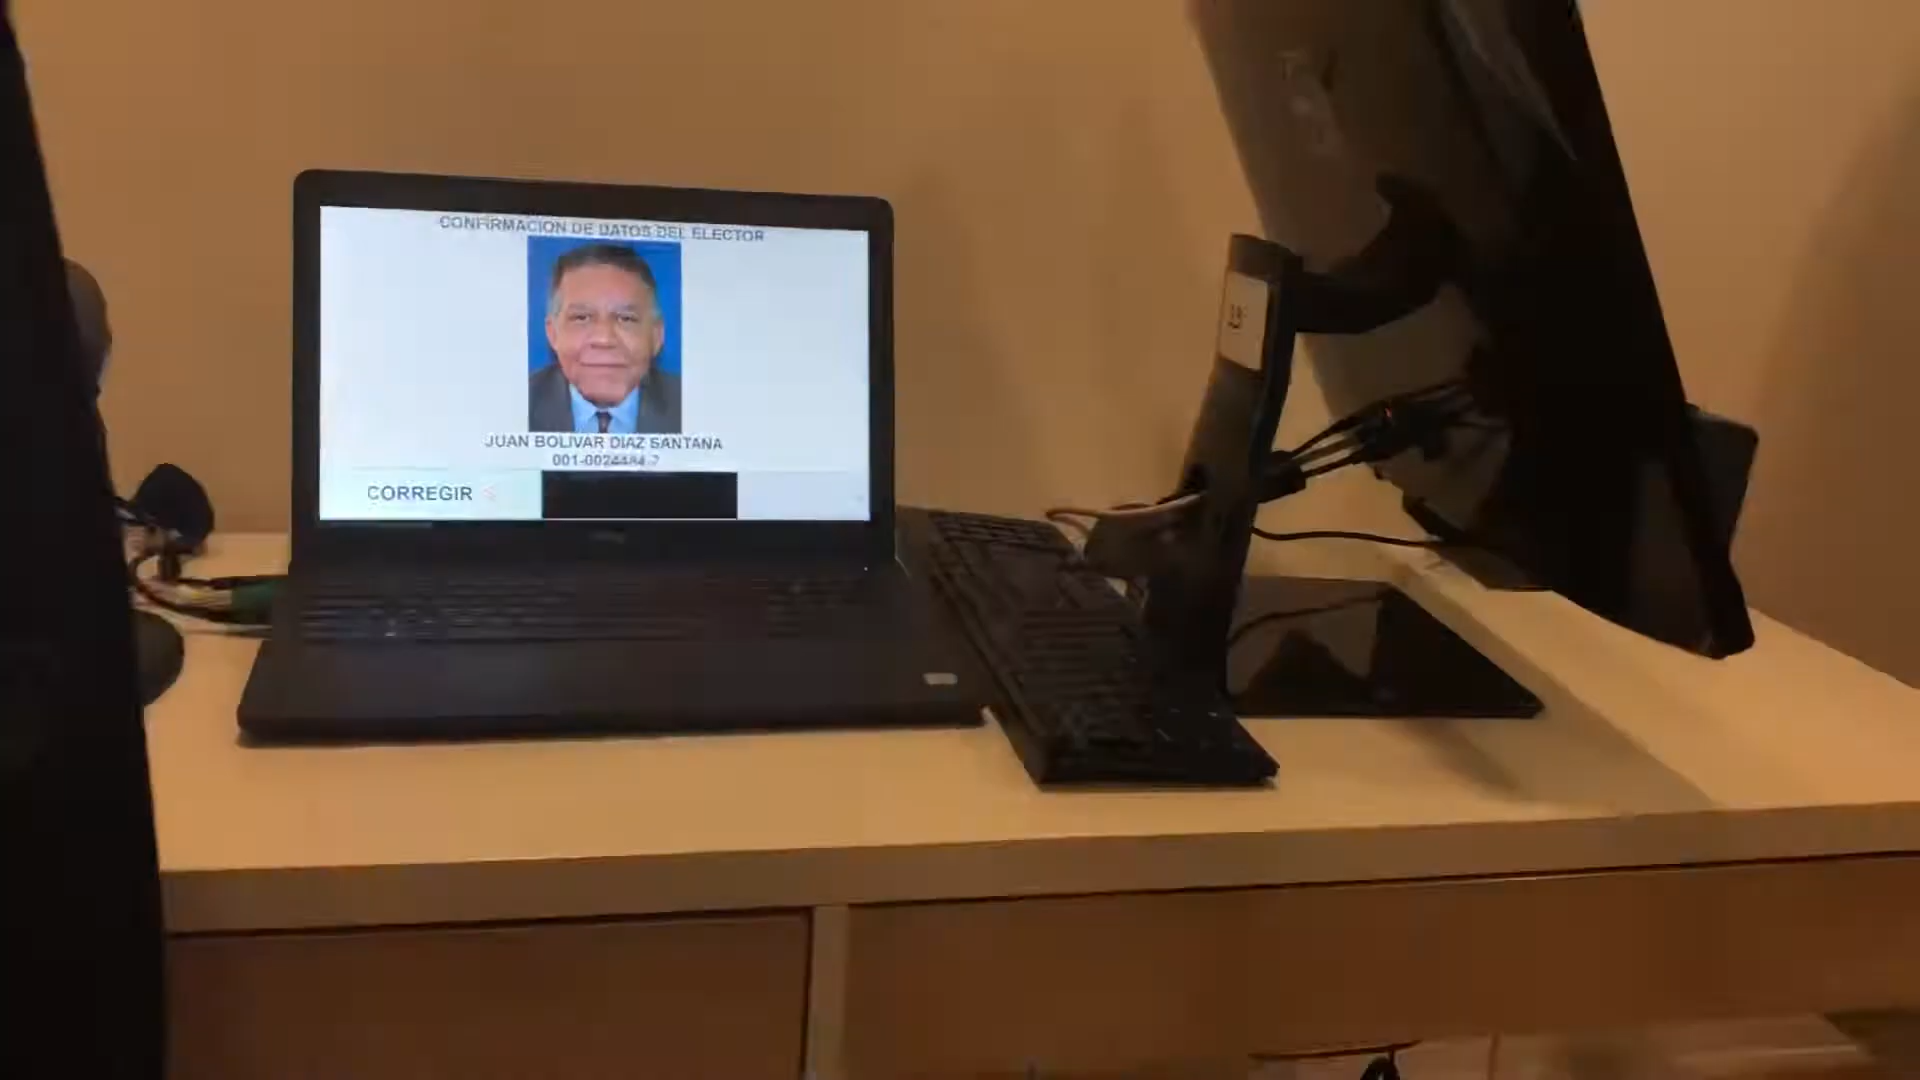 CONFIRMACION DE DATOS DEL ELECTOR
JUAN BOLIVAR DIAZ SANTANA
CORREGIR